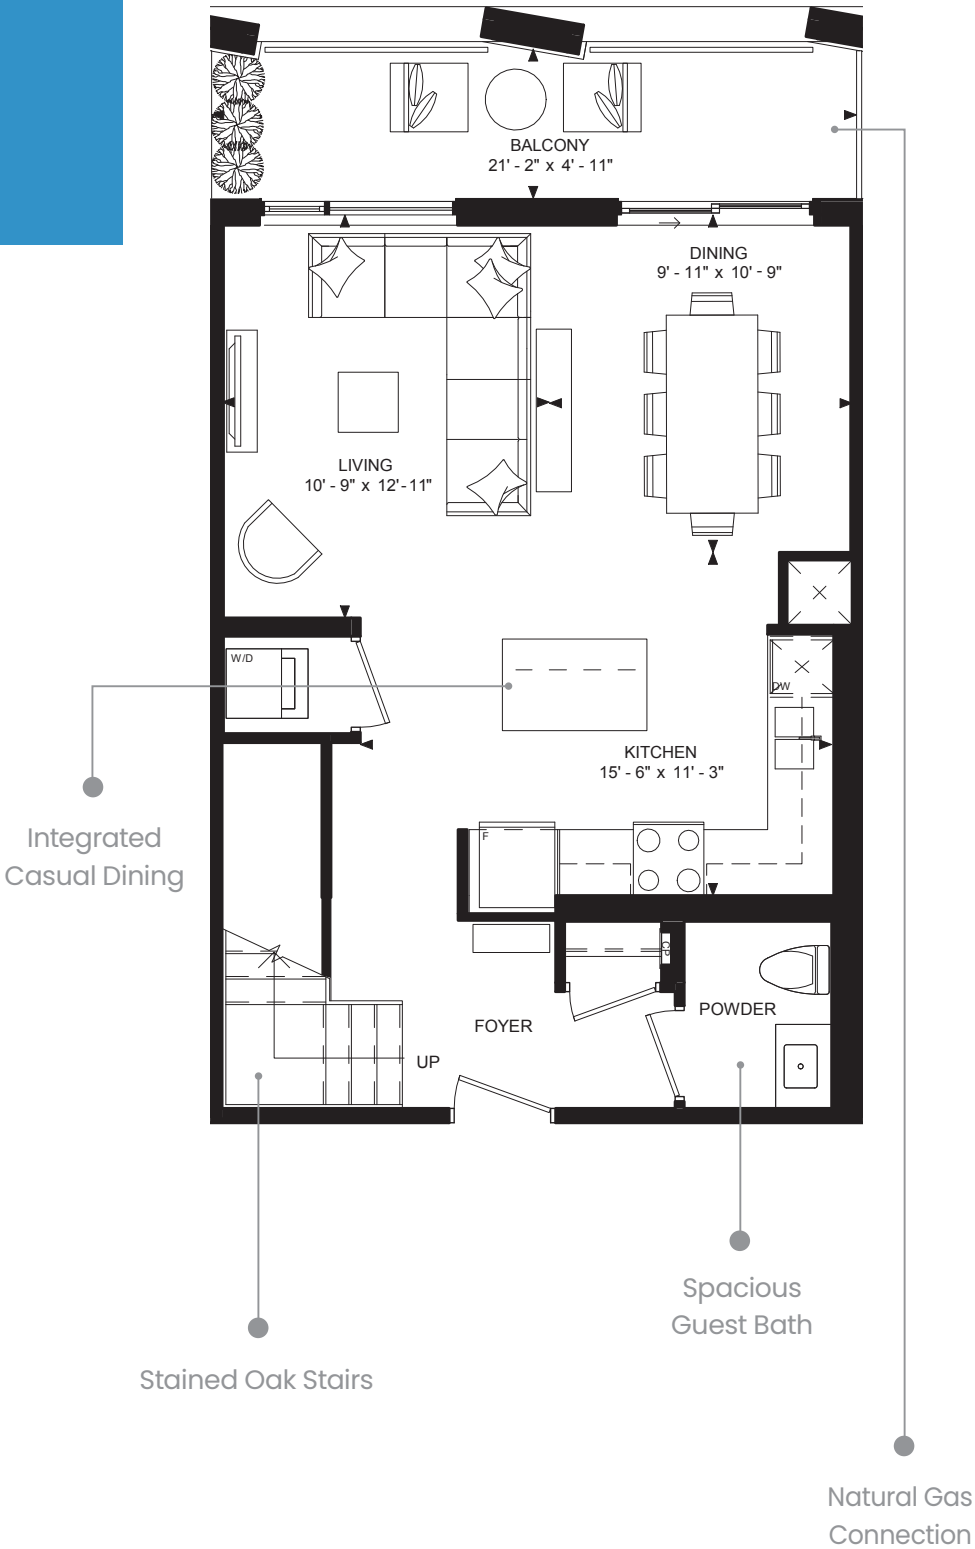 BALCONY
21' - 2" x 4' - 11"
DINING
9' - 11" x 10' - 9"
LIVING
10' - 9" x 12'-11"
W/D
DW
KITCHEN
15' - 6" x 11' - 3"
Integrated
Casual Dining
F
CP
POWDER
FOYER
UP
Spacious
Guest Bath
Stained Oak Stairs
Natural Gas
Connection